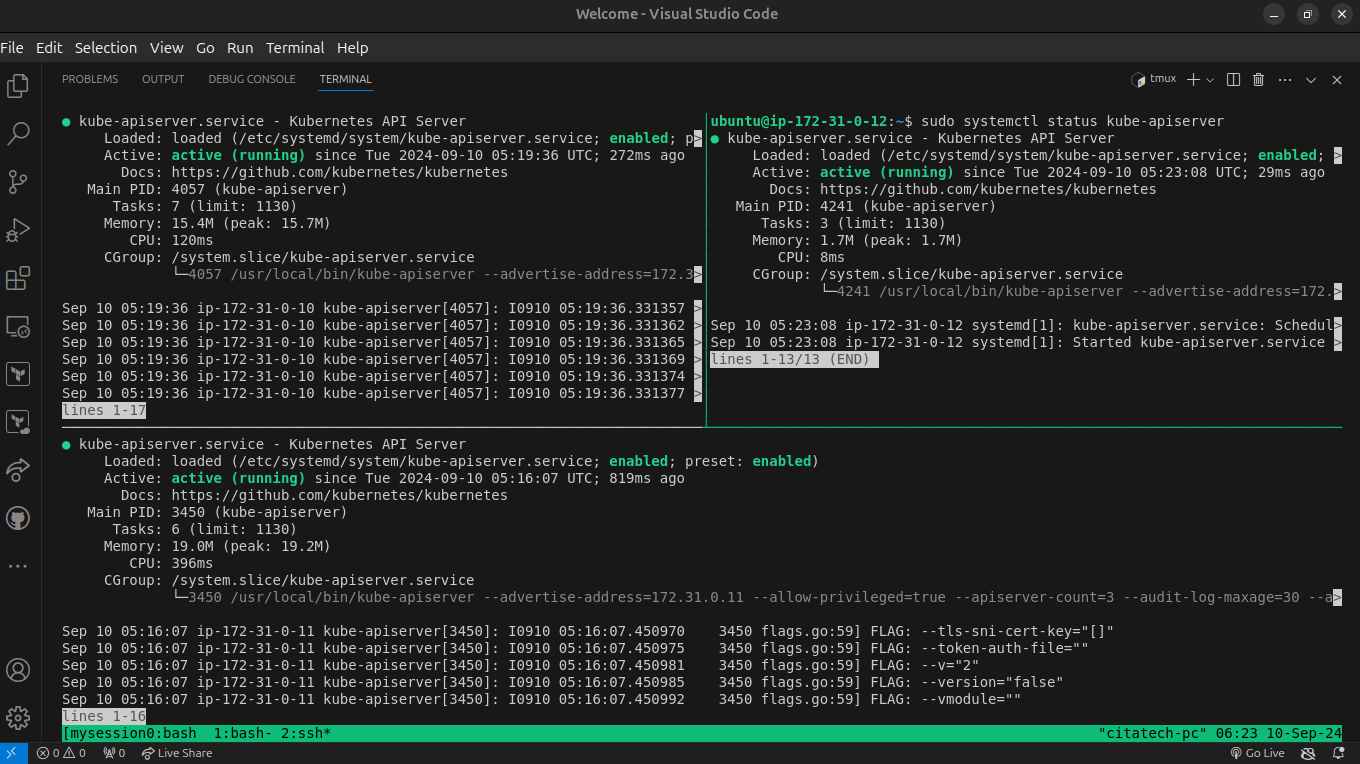 Welcome - Visual Studio Code
File Edit Selection View Go Run Terminal Help
PROBLEMS OUTPUT DEBUG CONSOLE TERMINAL
tmux
● kube-apiserver.service - Kubernetes API Server
Loaded: loaded (/etc/systemd/system/kube-apiserver.service; enabled; p>
Active: active (running) since Tue 2024-09-10 05:19:36 UTC; 272ms ago
Docs: https://github.com/kubernetes/kubernetes
Main PID: 4057 (kube-apiserver)
Tasks: 7 (limit: 1130)
Memory: 15.4M (peak: 15.7M)
CPU: 120ms
CGroup: /system.slice/kube-apiserver.service
└─4057 /usr/local/bin/kube-apiserver --advertise-address=172.3>
Sep 10 05:19:36 ip-172-31-0-10 kube-apiserver[4057]: I0910 05:19:36.331357 >
Sep 10 05:19:36 ip-172-31-0-10 kube-apiserver[4057]: I0910 05:19:36.331362 >
Sep 10 05:19:36 ip-172-31-0-10 kube-apiserver[4057]: I0910 05:19:36.331365 >
Sep 10 05:19:36 ip-172-31-0-10 kube-apiserver[4057]: I0910 05:19:36.331369 >
Sep 10 05:19:36 ip-172-31-0-10 kube-apiserver[4057]: I0910 05:19:36.331374 >
Sep 10 05:19:36 ip-172-31-0-10 kube-apiserver[4057]: I0910 05:19:36.331377 >
lines 1-17
ubuntu@ip-172-31-0-12:~$ sudo systemctl status kube-apiserver
● kube-apiserver.service - Kubernetes API Server
Loaded: loaded (/etc/systemd/system/kube-apiserver.service; enabled; >
Active: active (running) since Tue 2024-09-10 05:23:08 UTC; 29ms ago
Docs: https://github.com/kubernetes/kubernetes
Main PID: 4241 (kube-apiserver)
Tasks: 3 (limit: 1130)
Memory: 1.7M (peak: 1.7M)
CPU: 8ms
CGroup: /system.slice/kube-apiserver.service
└─4241 /usr/local/bin/kube-apiserver --advertise-address=172.>
Sep 10 05:23:08 ip-172-31-0-12 systemd[1]: kube-apiserver.service: Schedul>
Sep 10 05:23:08 ip-172-31-0-12 systemd[1]: Started kube-apiserver.service >
lines 1-13/13 (END)
● kube-apiserver.service - Kubernetes API Server
Loaded: loaded (/etc/systemd/system/kube-apiserver.service; enabled; preset: enabled)
Active: active (running) since Tue 2024-09-10 05:16:07 UTC; 819ms ago
Docs: https://github.com/kubernetes/kubernetes
Main PID: 3450 (kube-apiserver)
Tasks: 6 (limit: 1130)
Memory: 19.0M (peak: 19.2M)
CPU: 396ms
CGroup: /system.slice/kube-apiserver.service
└─3450 /usr/local/bin/kube-apiserver --advertise-address=172.31.0.11 --allow-privileged=true --apiserver-count=3 --audit-log-maxage=30 --a>
Sep 10 05:16:07 ip-172-31-0-11 kube-apiserver[3450]: I0910 05:16:07.450970 3450 flags.go:59] FLAG: --tls-sni-cert-key="[]"
Sep 10 05:16:07 ip-172-31-0-11 kube-apiserver[3450]: I0910 05:16:07.450975 3450 flags.go:59] FLAG: --token-auth-file=""
Sep 10 05:16:07 ip-172-31-0-11 kube-apiserver[3450]: I0910 05:16:07.450981 3450 flags.go:59] FLAG: --v="2"
Sep 10 05:16:07 ip-172-31-0-11 kube-apiserver[3450]: I0910 05:16:07.450985 3450 flags.go:59] FLAG: --version="false"
Sep 10 05:16:07 ip-172-31-0-11 kube-apiserver[3450]: I0910 05:16:07.450992 3450 flags.go:59] FLAG: --vmodule=""
lines 1-16
[mysession0:bash 1:bash- 2:ssh* "citatech-pc" 06:23 10-Sep-24
0 0 0 Live Share Go Live